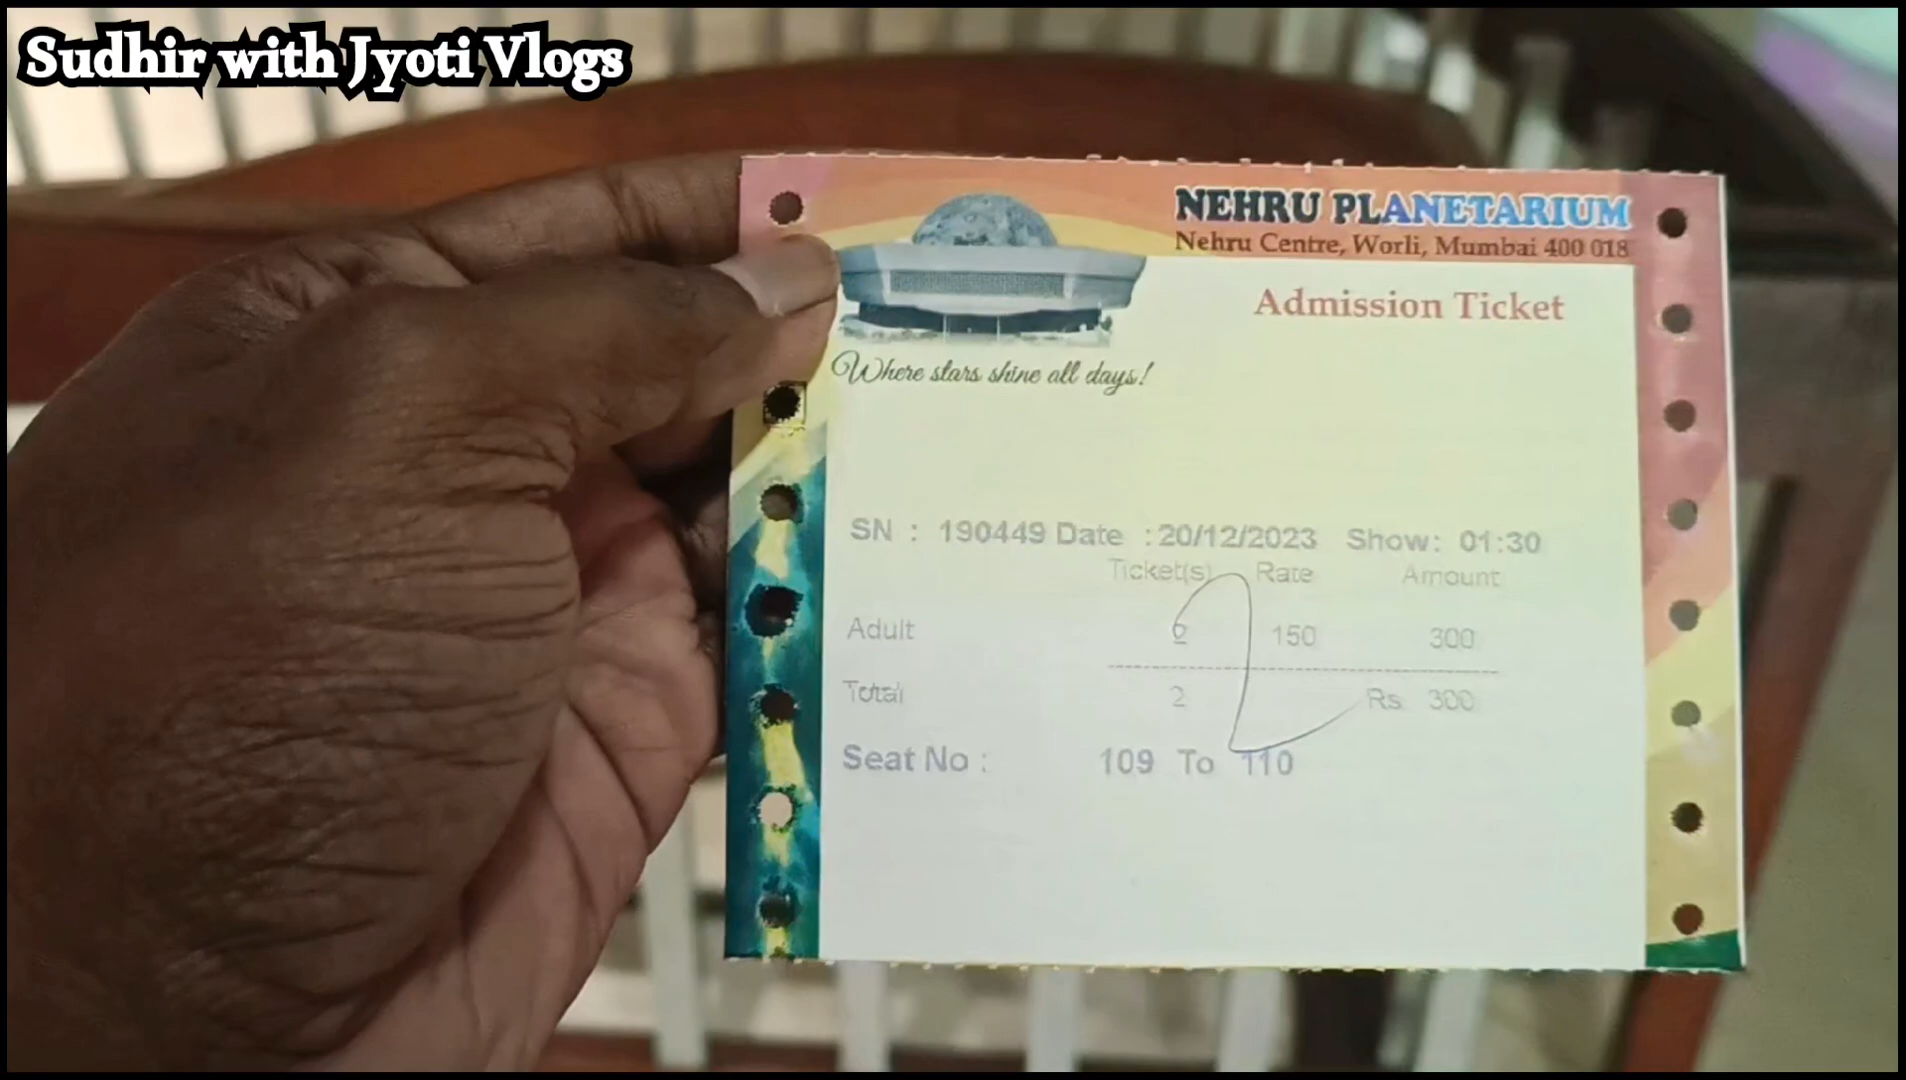 Sudhir with Jyoti Vlogs
NEHRU PLANETARIUM
Nehru Centre, Worli, Mumbai 400 018
Admission Ticket
Where stars shine all days!
SN : 190449 Date : 20/12/2023 Show: 01:30
Ticket(s) Rate Amount
Adult 2 150 300
Total 2 Rs 300
Seat No : 109 To 110